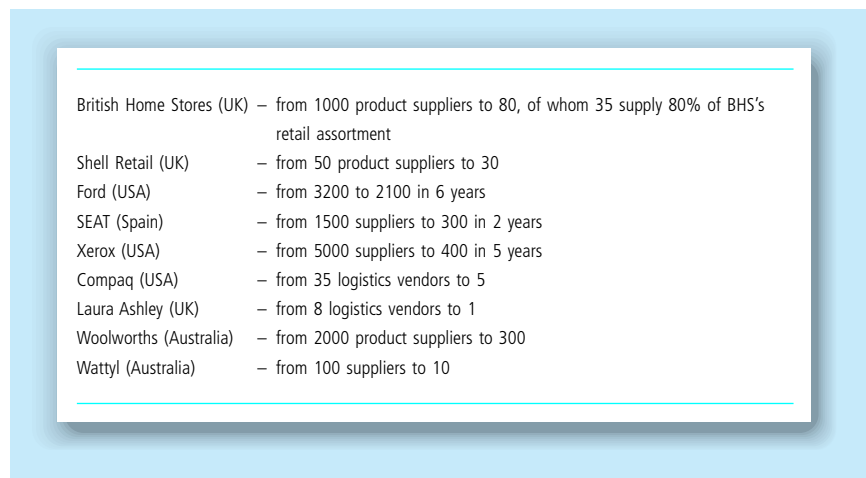 British Home Stores (UK) – from 1000 product suppliers to 80, of whom 35 supply 80% of BHS's
retail assortment
Shell Retail (UK) – from 50 product suppliers to 30
Ford (USA) – from 3200 to 2100 in 6 years
SEAT (Spain) – from 1500 suppliers to 300 in 2 years
Xerox (USA) – from 5000 suppliers to 400 in 5 years
Compaq (USA) – from 35 logistics vendors to 5
Laura Ashley (UK) – from 8 logistics vendors to 1
Woolworths (Australia) – from 2000 product suppliers to 300
Wattyl (Australia) – from 100 suppliers to 10